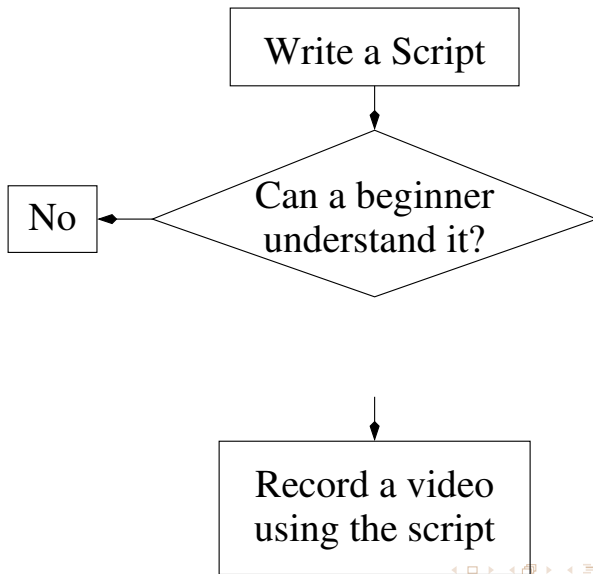 Write a Script
Can a beginner
understand it?
No
Record a video
using the script